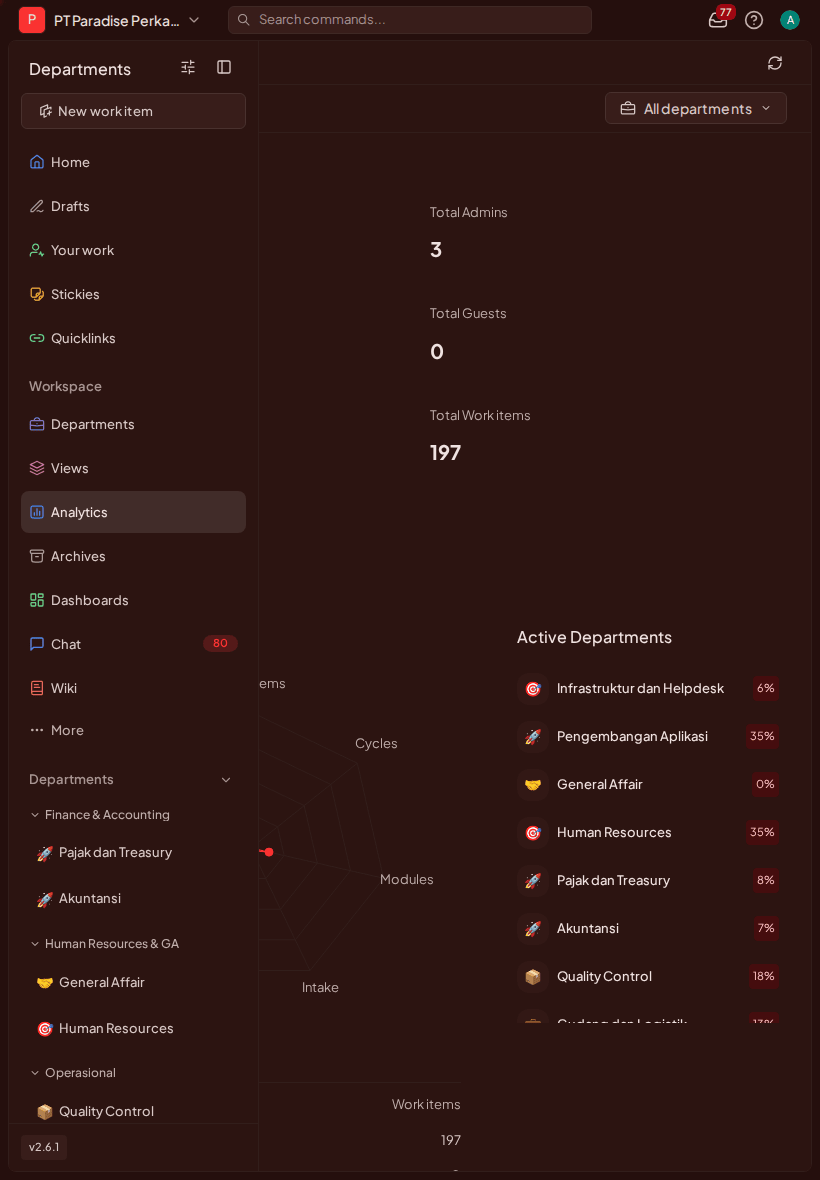 P
PT Paradise Perka...
Search commands...
77
A
Departments
New work item
All departments
Home
Drafts
Your work
Stickies
Quicklinks
Workspace
Departments
Views
Analytics
Archives
Dashboards
Chat
80
Wiki
More
Departments
Finance & Accounting
Pajak dan Treasury
Akuntansi
Human Resources & GA
General Affair
Human Resources
Operasional
Quality Control
v2.6.1
Total Admins
3
Total Guests
0
Total Work items
197
ems
Cycles
Modules
Intake
Active Departments
Infrastruktur dan Helpdesk
6%
Pengembangan Aplikasi
35%
General Affair
0%
Human Resources
35%
Pajak dan Treasury
8%
Akuntansi
7%
Quality Control
18%
Gudang dan Logistik
13%
Work items
197